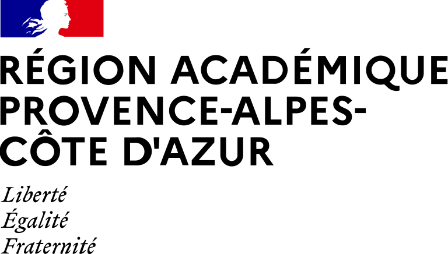 RÉGION ACADÉMIQUE
PROVENCE-ALPES-
CÔTE D'AZUR
Liberté
Égalité
Fraternité